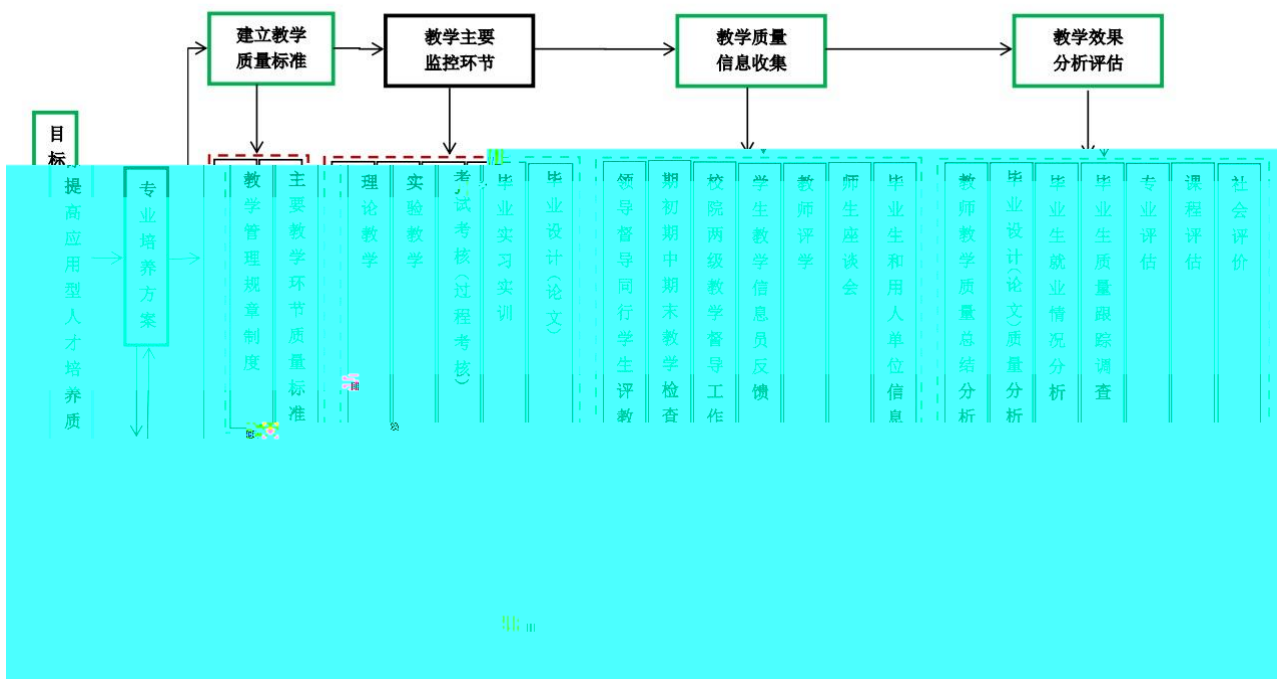 建立教学
质量标准
教学主要
监控环节
教学质量
信息收集
教学效果
分析评估
目标
提高应用型人才培养质
专业培养方案
教学管理规章制度
主要教学环节质量标准
理论教学
实验教学
考试考核(过程考核)
毕业实习实训
毕业设计(论文)
领导督导同行学生评教
期初期中期末教学检查
校院两级教学督导工作
学生教学信息员反馈
教师评学
师生座谈会
毕业生和用人单位信息
教师教学质量总结分析
毕业设计(论文)质量分析
毕业生就业情况分析
毕业生质量跟踪调查
专业评估
课程评估
社会评价